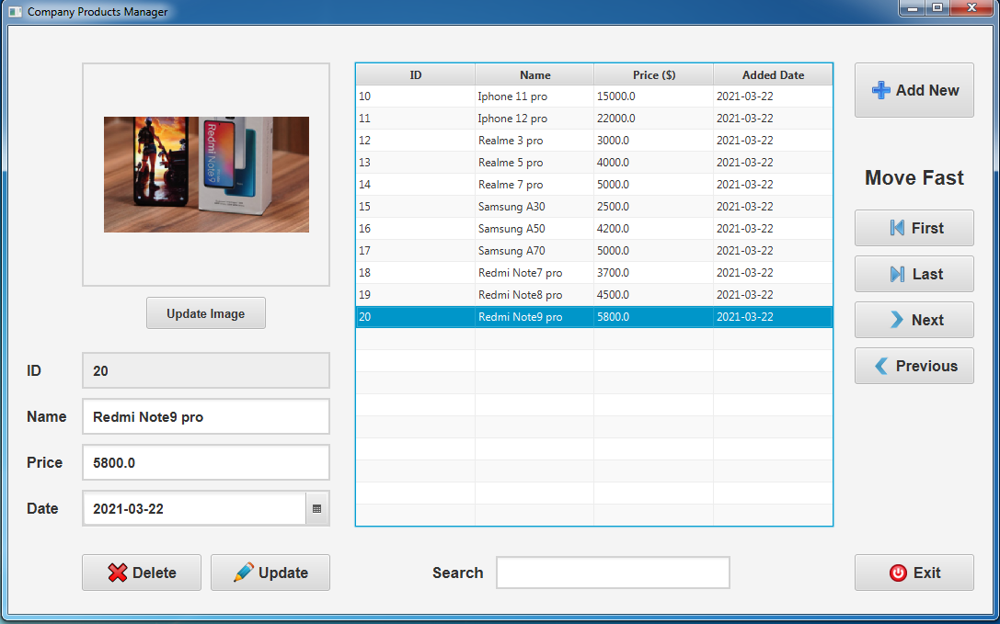 Company Products Manager
Redmi Note9
Update Image
ID
20
Name
Redmi Note9 pro
Price
5800.0
Date
2021-03-22
Delete
Update
ID Name Price ($) Added Date
10 Iphone 11 pro 15000.0 2021-03-22
11 Iphone 12 pro 22000.0 2021-03-22
12 Realme 3 pro 3000.0 2021-03-22
13 Realme 5 pro 4000.0 2021-03-22
14 Realme 7 pro 5000.0 2021-03-22
15 Samsung A30 2500.0 2021-03-22
16 Samsung A50 4200.0 2021-03-22
17 Samsung A70 5000.0 2021-03-22
18 Redmi Note7 pro 3700.0 2021-03-22
19 Redmi Note8 pro 4500.0 2021-03-22
20 Redmi Note9 pro 5800.0 2021-03-22
Search
Add New
Move Fast
First
Last
Next
Previous
Exit